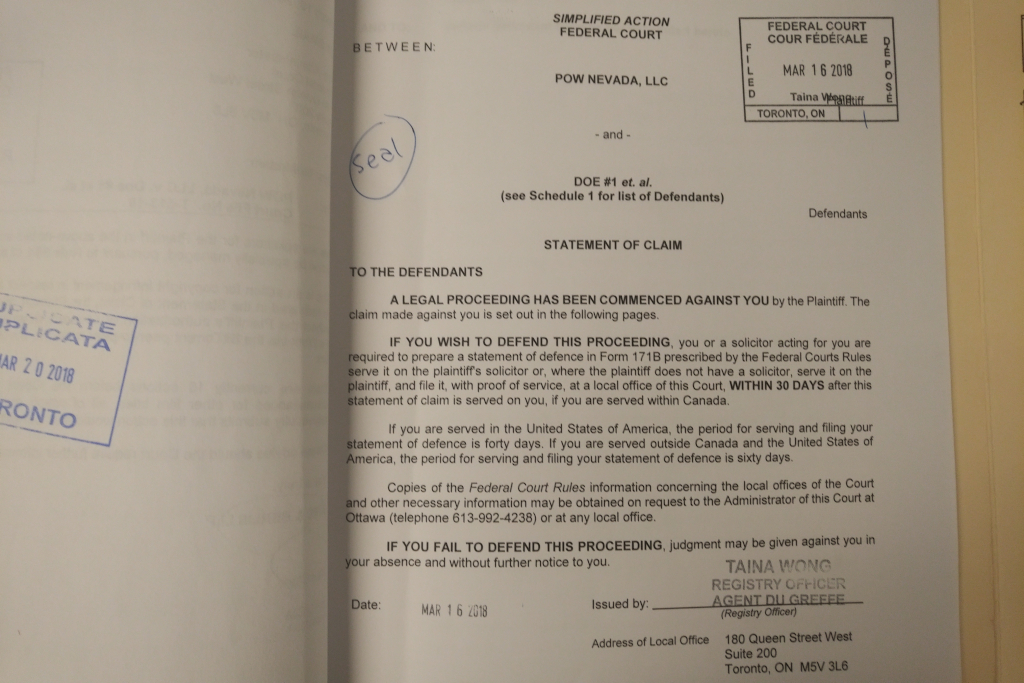 SIMPLIFIED ACTION
FEDERAL COURT
BETWEEN:
FEDERAL COURT
COUR FÉDÉRALE
FILED
DÉPOSÉ
MAR 16 2018
Taina Wong
Plaintiff
TORONTO, ON
POW NEVADA, LLC
- and -
seal
DOE #1 et. al.
(see Schedule 1 for list of Defendants)
Defendants
STATEMENT OF CLAIM
TO THE DEFENDANTS
A LEGAL PROCEEDING HAS BEEN COMMENCED AGAINST YOU by the Plaintiff. The
claim made against you is set out in the following pages.
IF YOU WISH TO DEFEND THIS PROCEEDING, you or a solicitor acting for you are
required to prepare a statement of defence in Form 171B prescribed by the Federal Courts Rules
serve it on the plaintiff's solicitor or, where the plaintiff does not have a solicitor, serve it on the
plaintiff, and file it, with proof of service, at a local office of this Court, WITHIN 30 DAYS after this
statement of claim is served on you, if you are served within Canada.
If you are served in the United States of America, the period for serving and filing your
statement of defence is forty days. If you are served outside Canada and the United States of
America, the period for serving and filing your statement of defence is sixty days.
Copies of the Federal Court Rules information concerning the local offices of the Court
and other necessary information may be obtained on request to the Administrator of this Court at
Ottawa (telephone 613-992-4238) or at any local office.
IF YOU FAIL TO DEFEND THIS PROCEEDING, judgment may be given against you in
your absence and without further notice to you.
Date: MAR 16 2018
Issued by:
TAINA WONG
REGISTRY OFFICER
AGENT DU GREFFE
(Registry Officer)
Address of Local Office 180 Queen Street West
Suite 200
Toronto, ON M5V 3L6
UPLICATE
UPLICATA
MAR 20 2018
RONTO